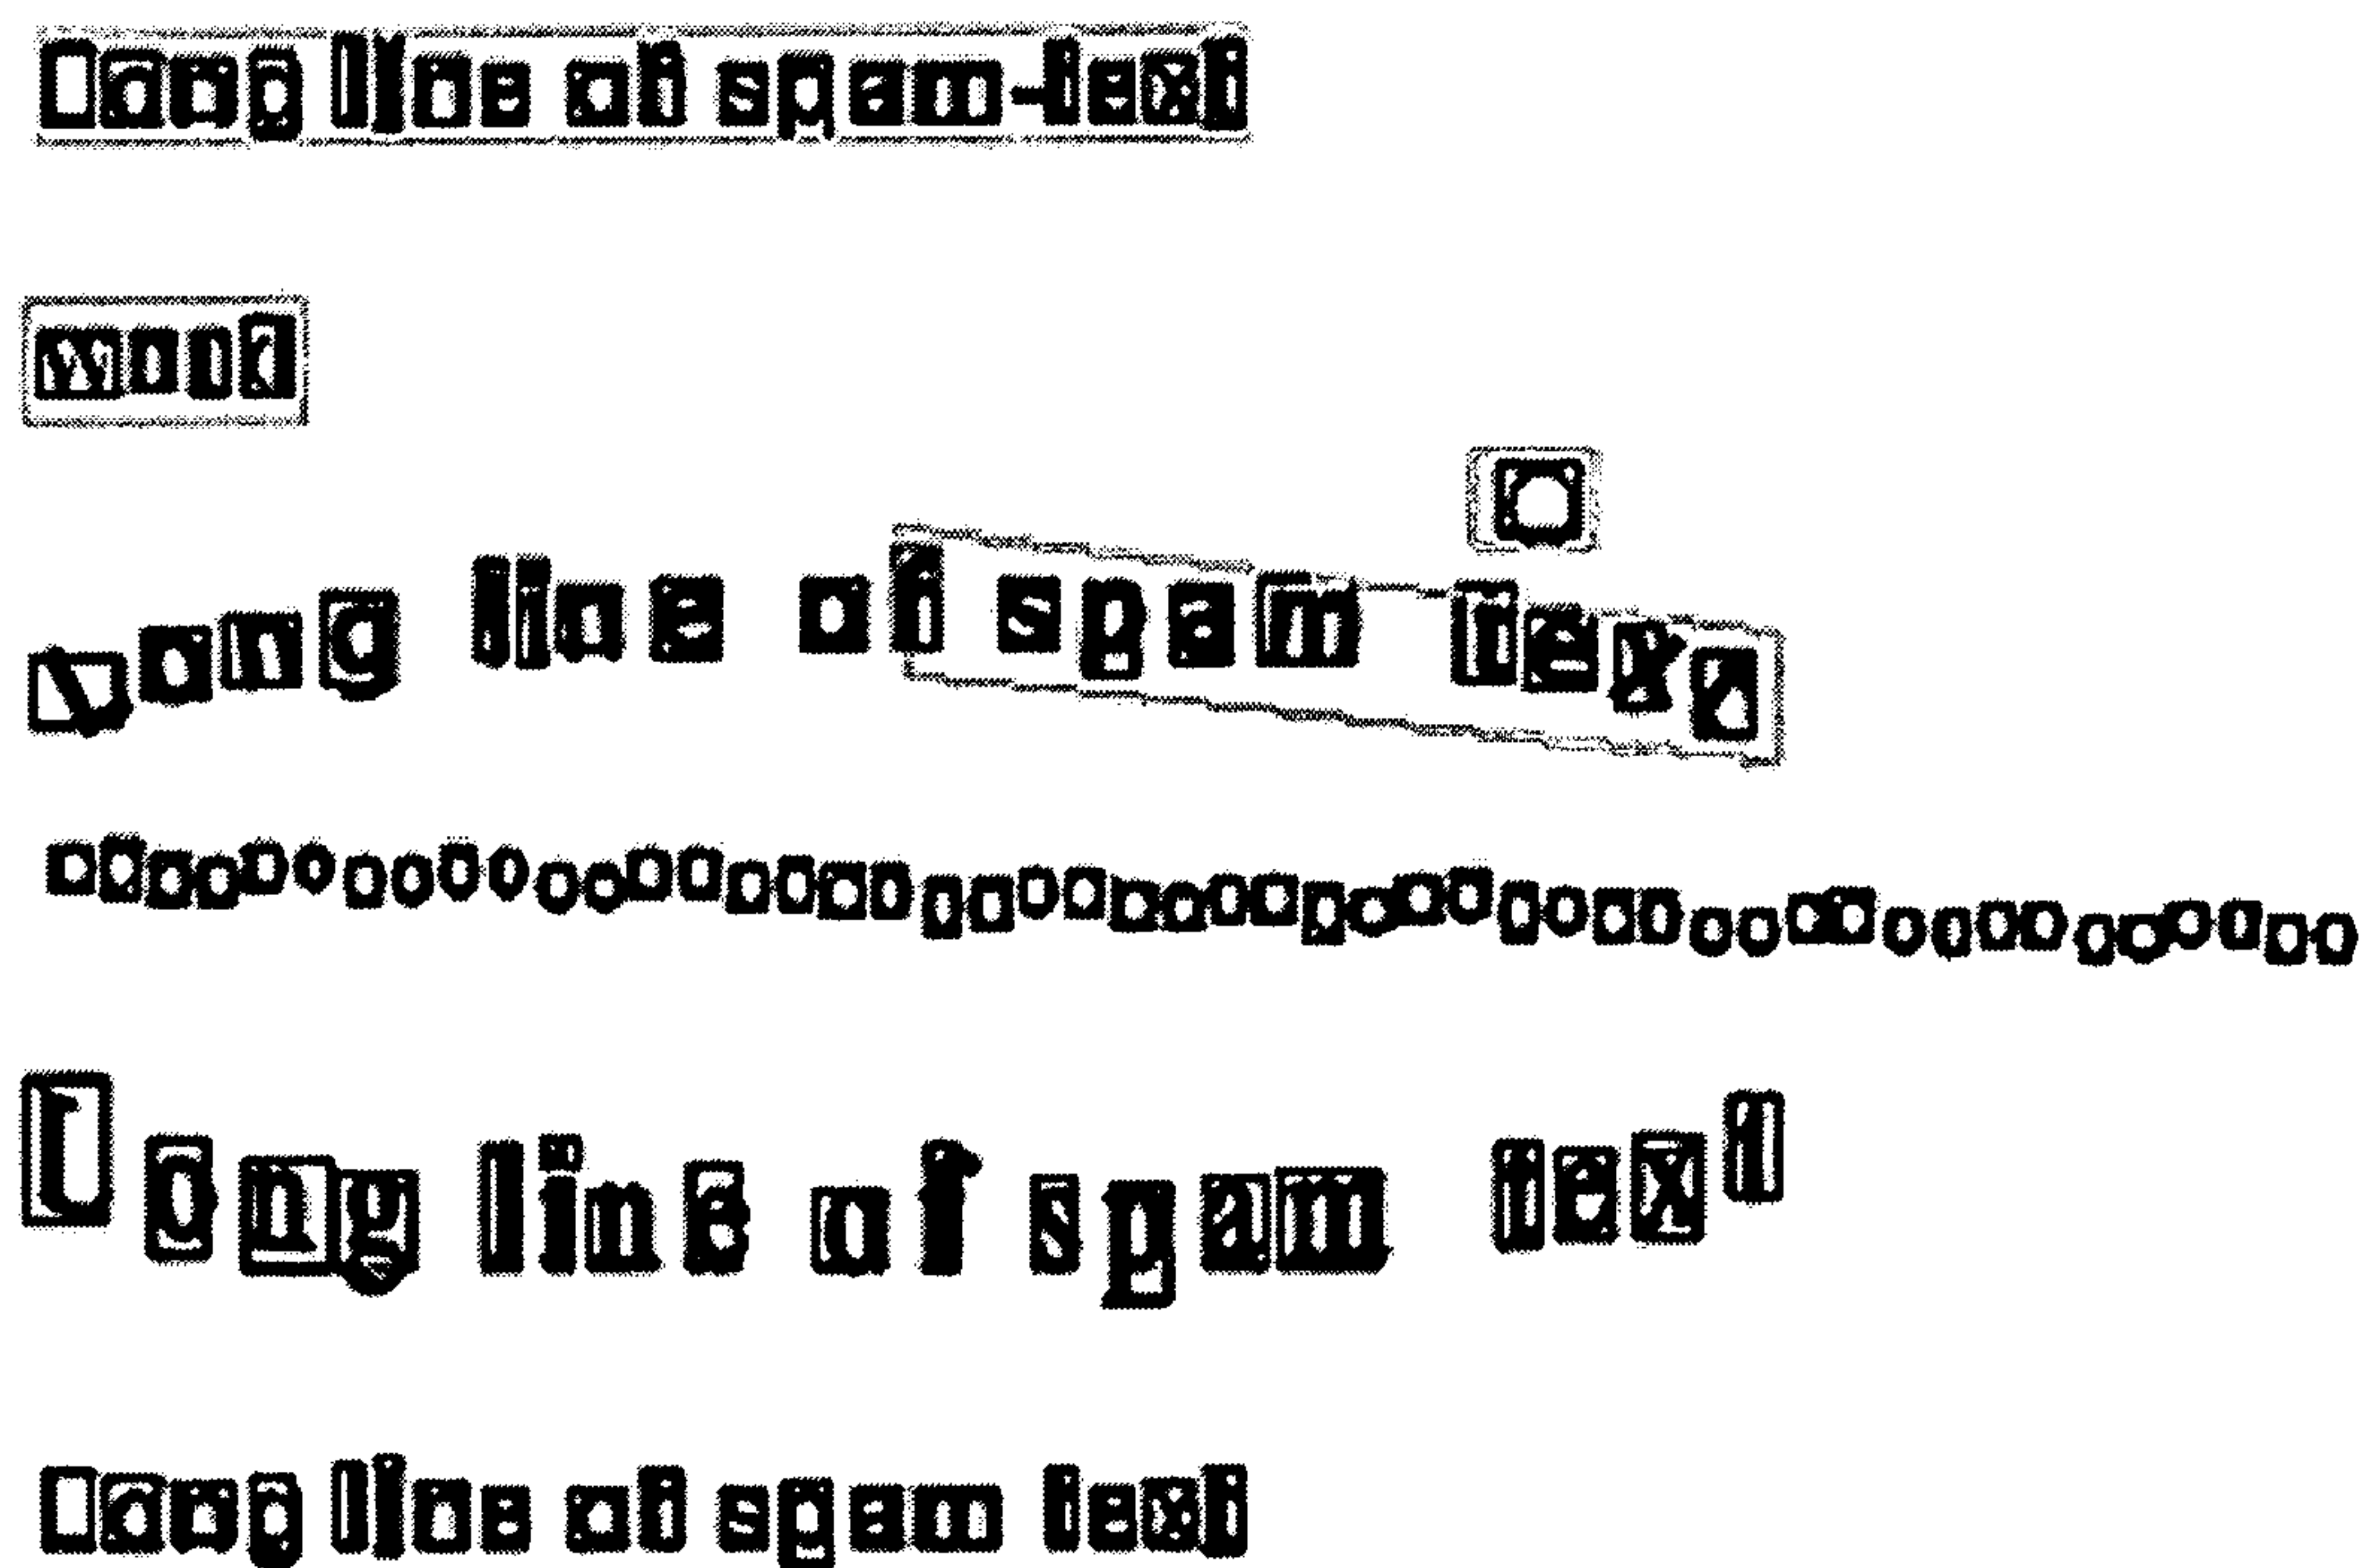 Long line of spam-text
word
Long line of spam text
Long line of spam text
Long line of spam text